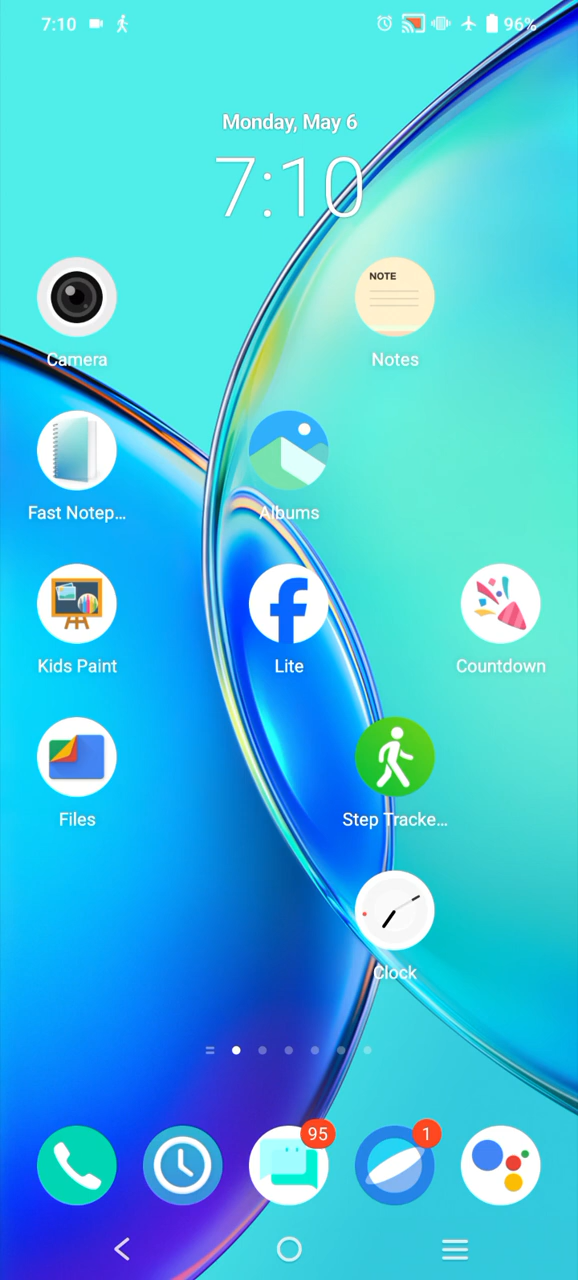 7:10
96%
Monday, May 6
7:10
NOTE
Camera
Notes
Fast Notep...
Albums
Kids Paint
Lite
Countdown
Files
Step Tracke...
Clock
95
1